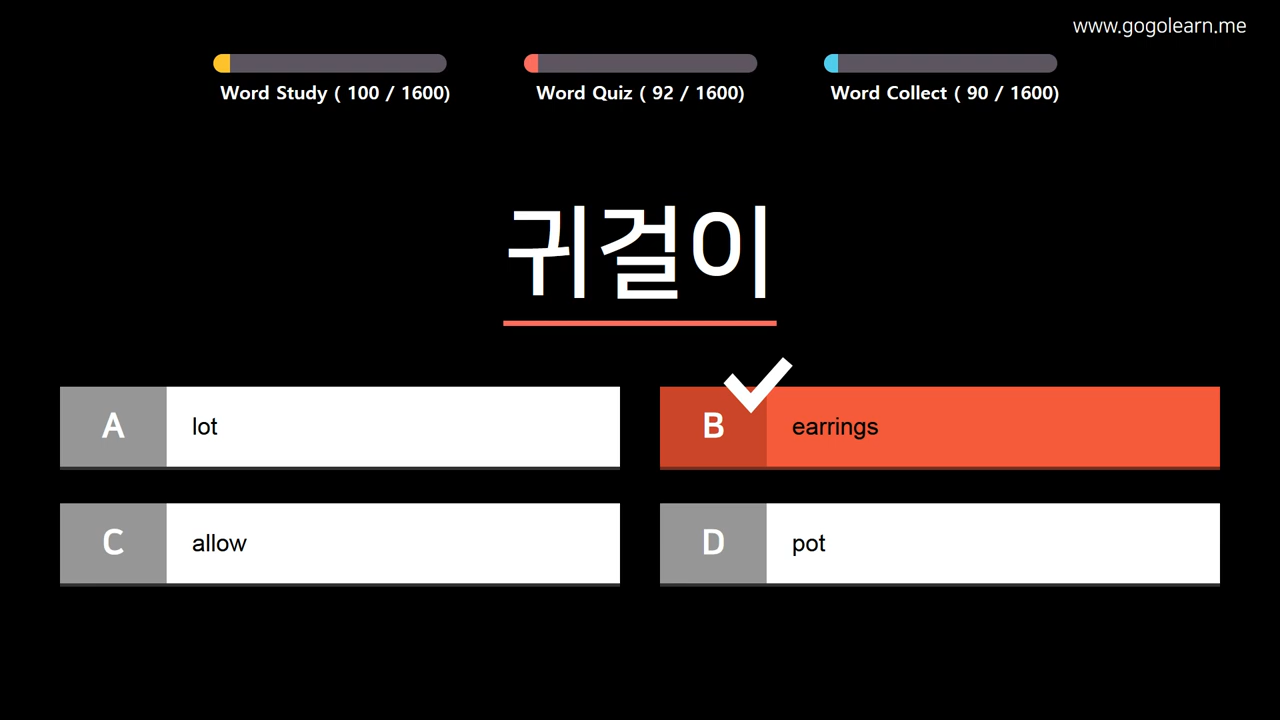 www.gogolearn.me
Word Study ( 100 / 1600)
Word Quiz ( 92 / 1600)
Word Collect ( 90 / 1600)
귀걸이
A lot
B earrings
C allow
D pot